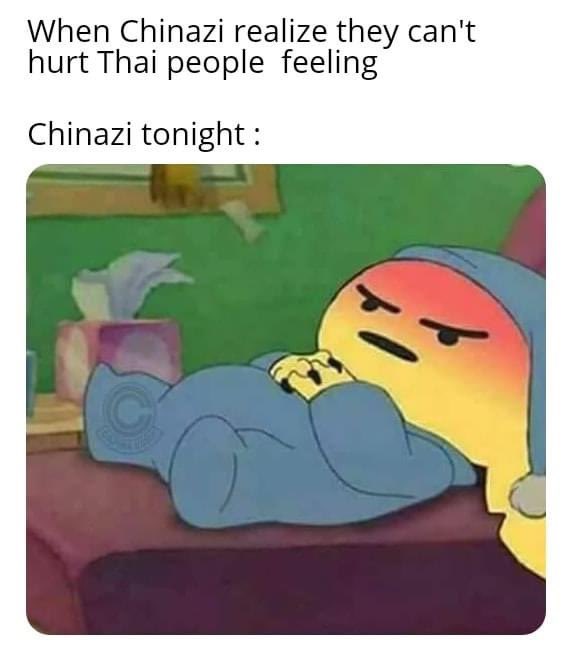 When Chinazi realize they can't
hurt Thai people  feeling
Chinazi tonight :